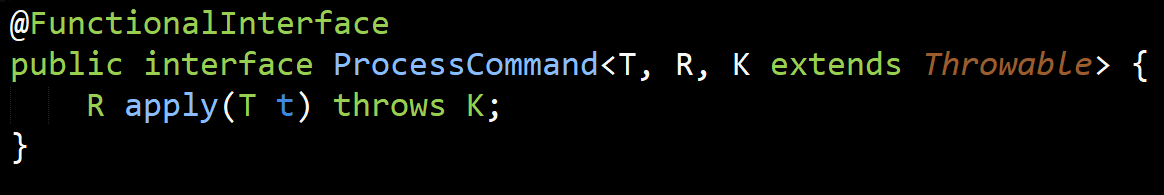 @FunctionalInterface
public interface ProcessCommand<T, R, K extends Throwable> {
    R apply(T t) throws K;
}